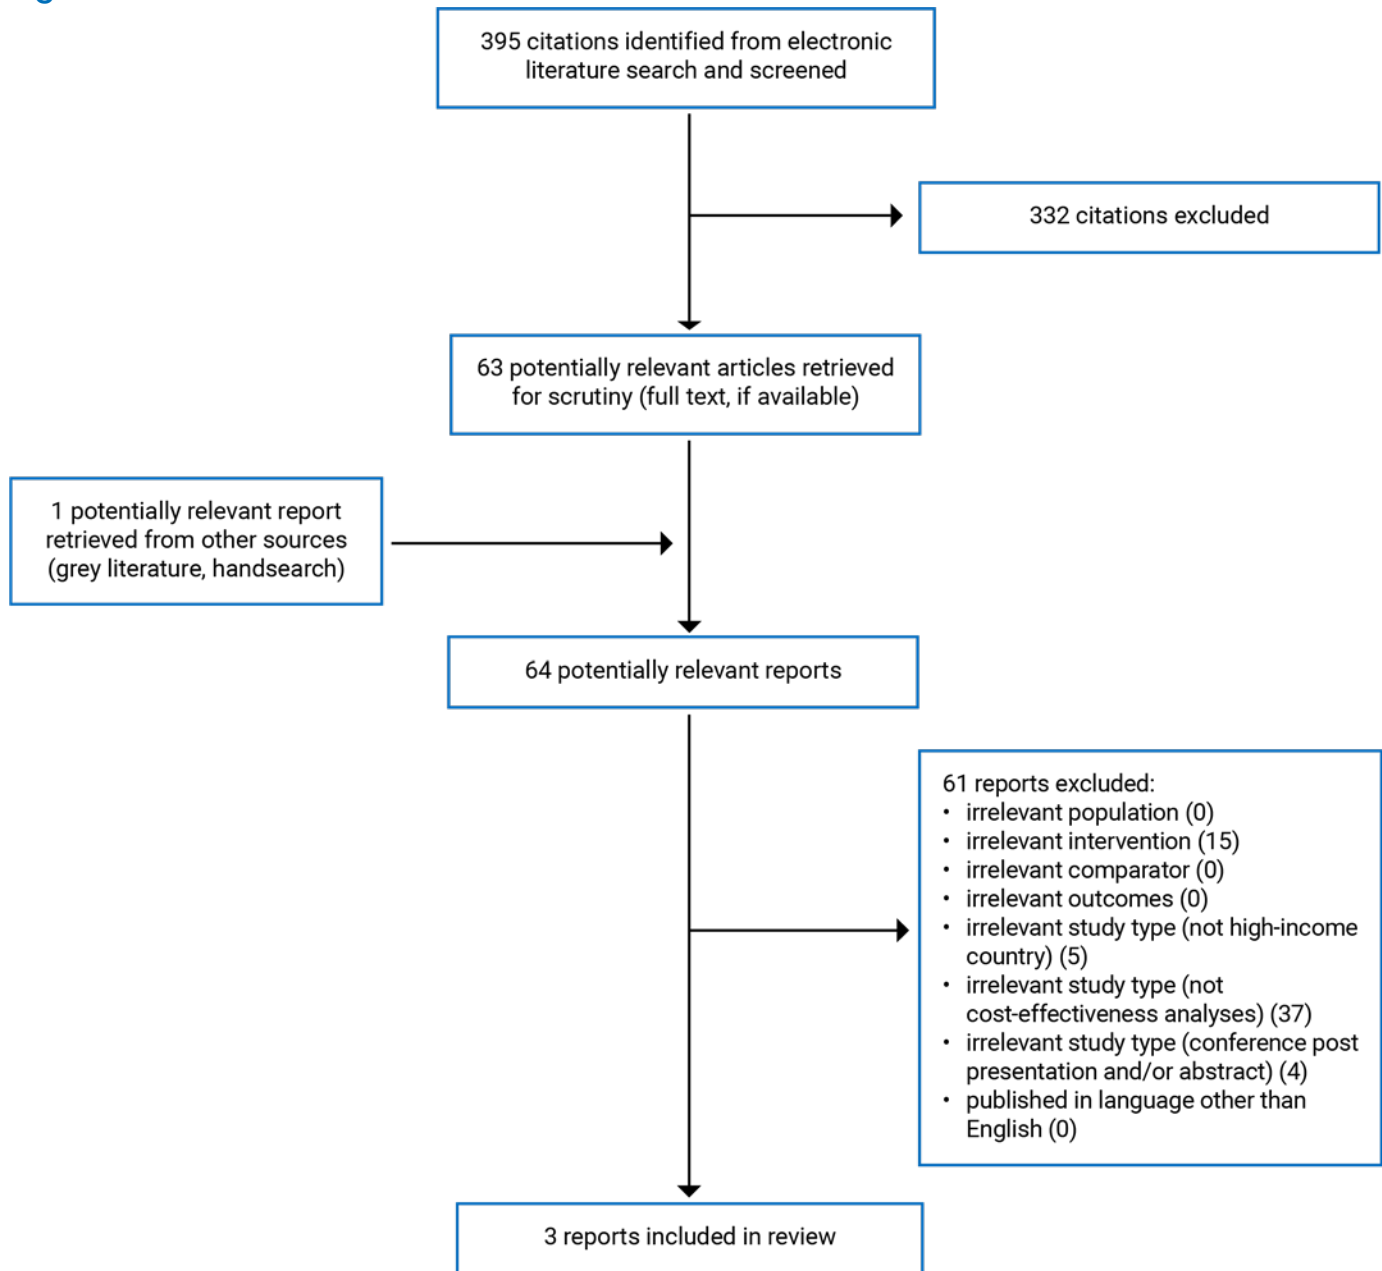 395 citations identified from electronic
literature search and screened
332 citations excluded
63 potentially relevant articles retrieved
for scrutiny (full text, if available)
1 potentially relevant report
retrieved from other sources
(grey literature, handsearch)
64 potentially relevant reports
61 reports excluded:
• irrelevant population (0)
• irrelevant intervention (15)
• irrelevant comparator (0)
• irrelevant outcomes (0)
• irrelevant study type (not high-income
country) (5)
• irrelevant study type (not
cost-effectiveness analyses) (37)
• irrelevant study type (conference post
presentation and/or abstract) (4)
• published in language other than
English (0)
3 reports included in review